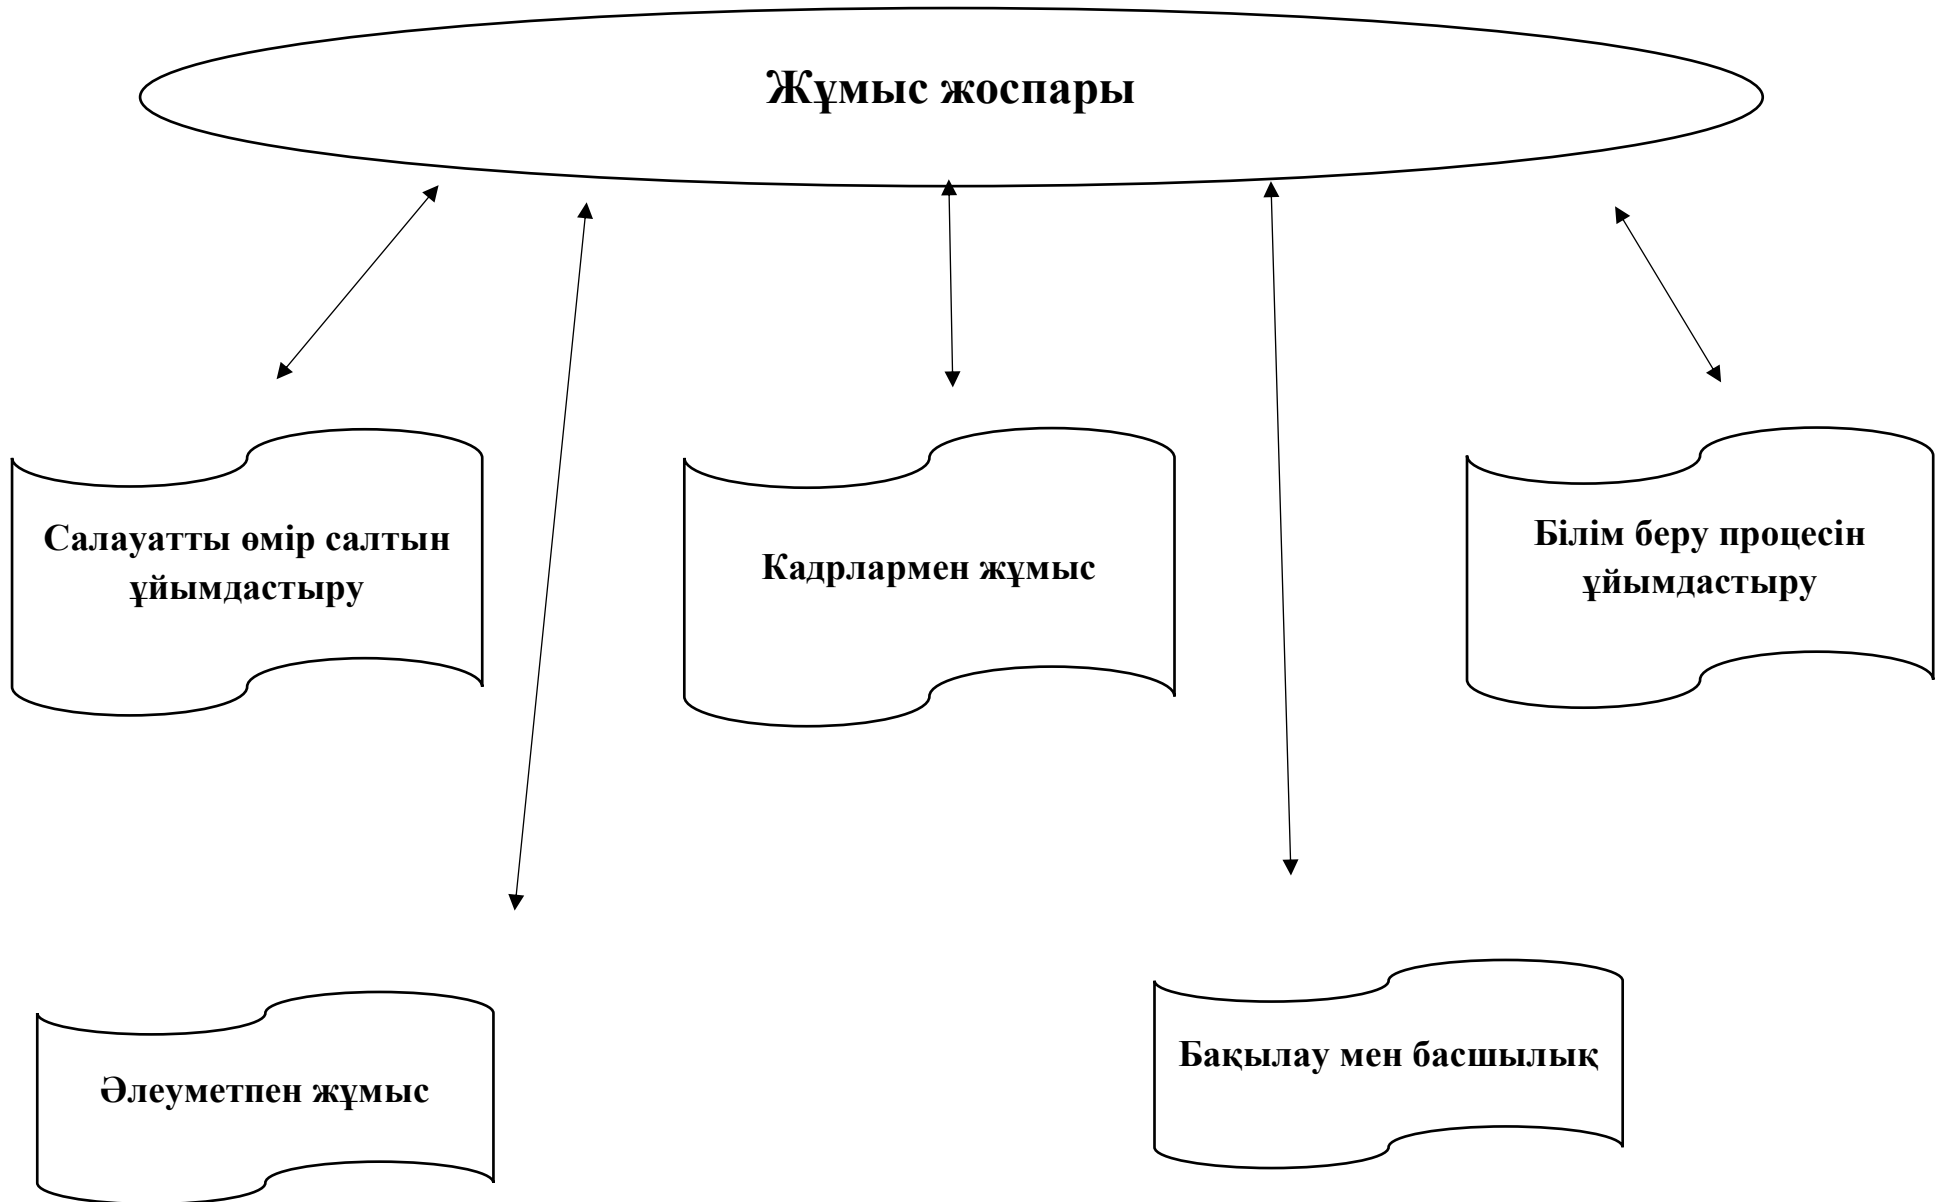 Жұмыс жоспары
Салауатты өмір салтын
ұйымдастыру
Кадрлармен жұмыс
Білім беру процесін
ұйымдастыру
Әлеуметпен жұмыс
Бақылау мен басшылық